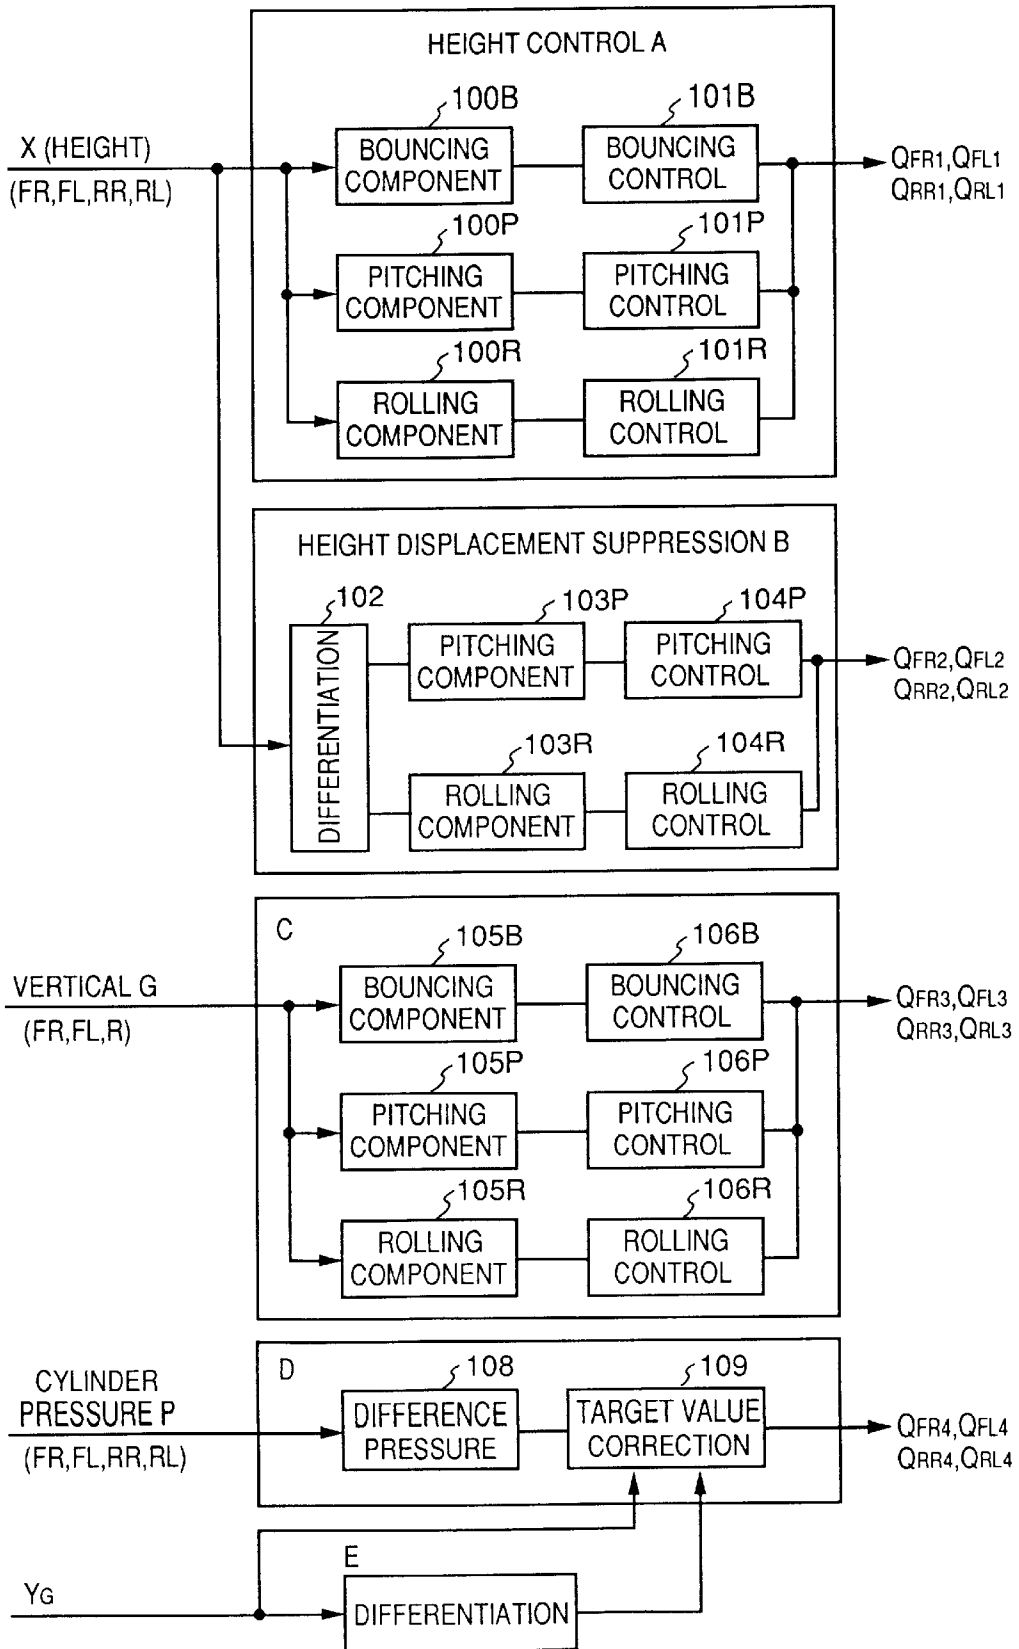 HEIGHT CONTROL A
100B
101B
X (HEIGHT)
(FR,FL,RR,RL)
BOUNCING
COMPONENT
BOUNCING
CONTROL
QFR1,QFL1
QRR1,QRL1
100P
101P
PITCHING
COMPONENT
PITCHING
CONTROL
100R
101R
ROLLING
COMPONENT
ROLLING
CONTROL
HEIGHT DISPLACEMENT SUPPRESSION B
102
103P
104P
DIFFERENTIATION
PITCHING
COMPONENT
PITCHING
CONTROL
QFR2,QFL2
QRR2,QRL2
103R
104R
ROLLING
COMPONENT
ROLLING
CONTROL
C
105B
106B
VERTICAL G
(FR,FL,R)
BOUNCING
COMPONENT
BOUNCING
CONTROL
QFR3,QFL3
QRR3,QRL3
105P
106P
PITCHING
COMPONENT
PITCHING
CONTROL
105R
106R
ROLLING
COMPONENT
ROLLING
CONTROL
D
108
109
CYLINDER
PRESSURE P
(FR,FL,RR,RL)
DIFFERENCE
PRESSURE
TARGET VALUE
CORRECTION
QFR4,QFL4
QRR4,QRL4
E
YG
DIFFERENTIATION